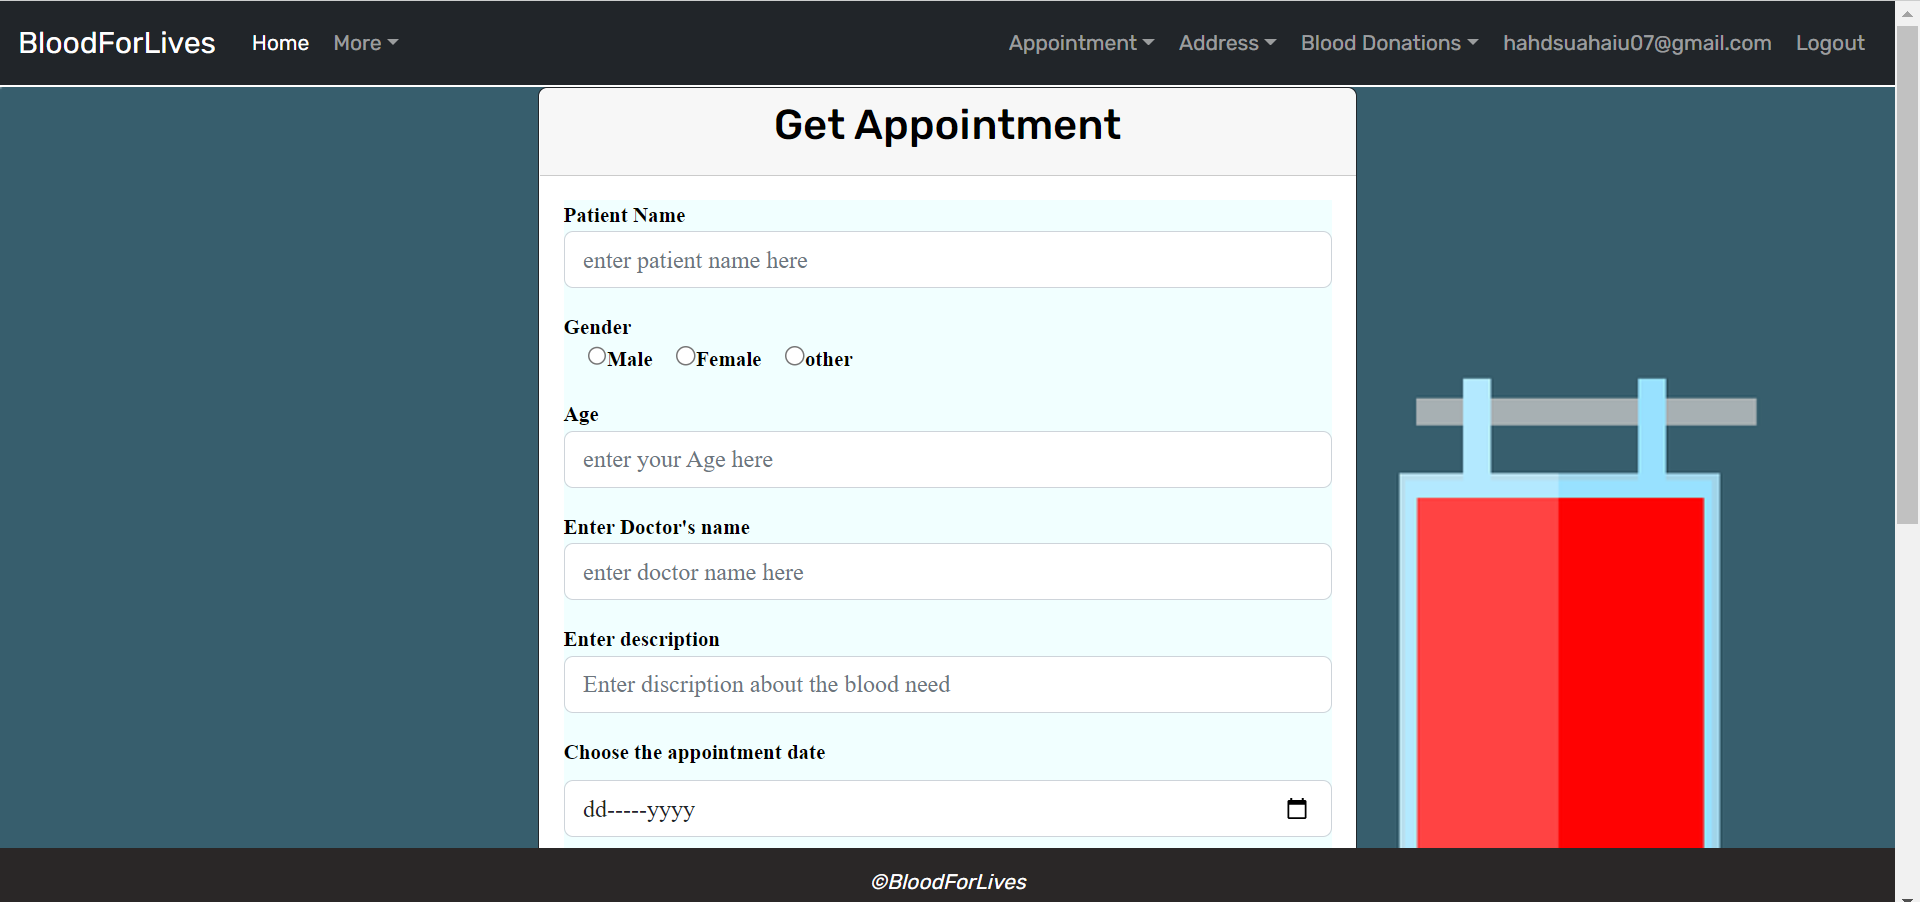 BloodForLives Home More Appointment Address Blood Donations hahdsuahaiu07@gmail.com Logout
Get Appointment
Patient Name
enter patient name here
Gender
Male Female other
Age
enter your Age here
Enter Doctor's name
enter doctor name here
Enter description
Enter discription about the blood need
Choose the appointment date
dd-----yyyy
©BloodForLives